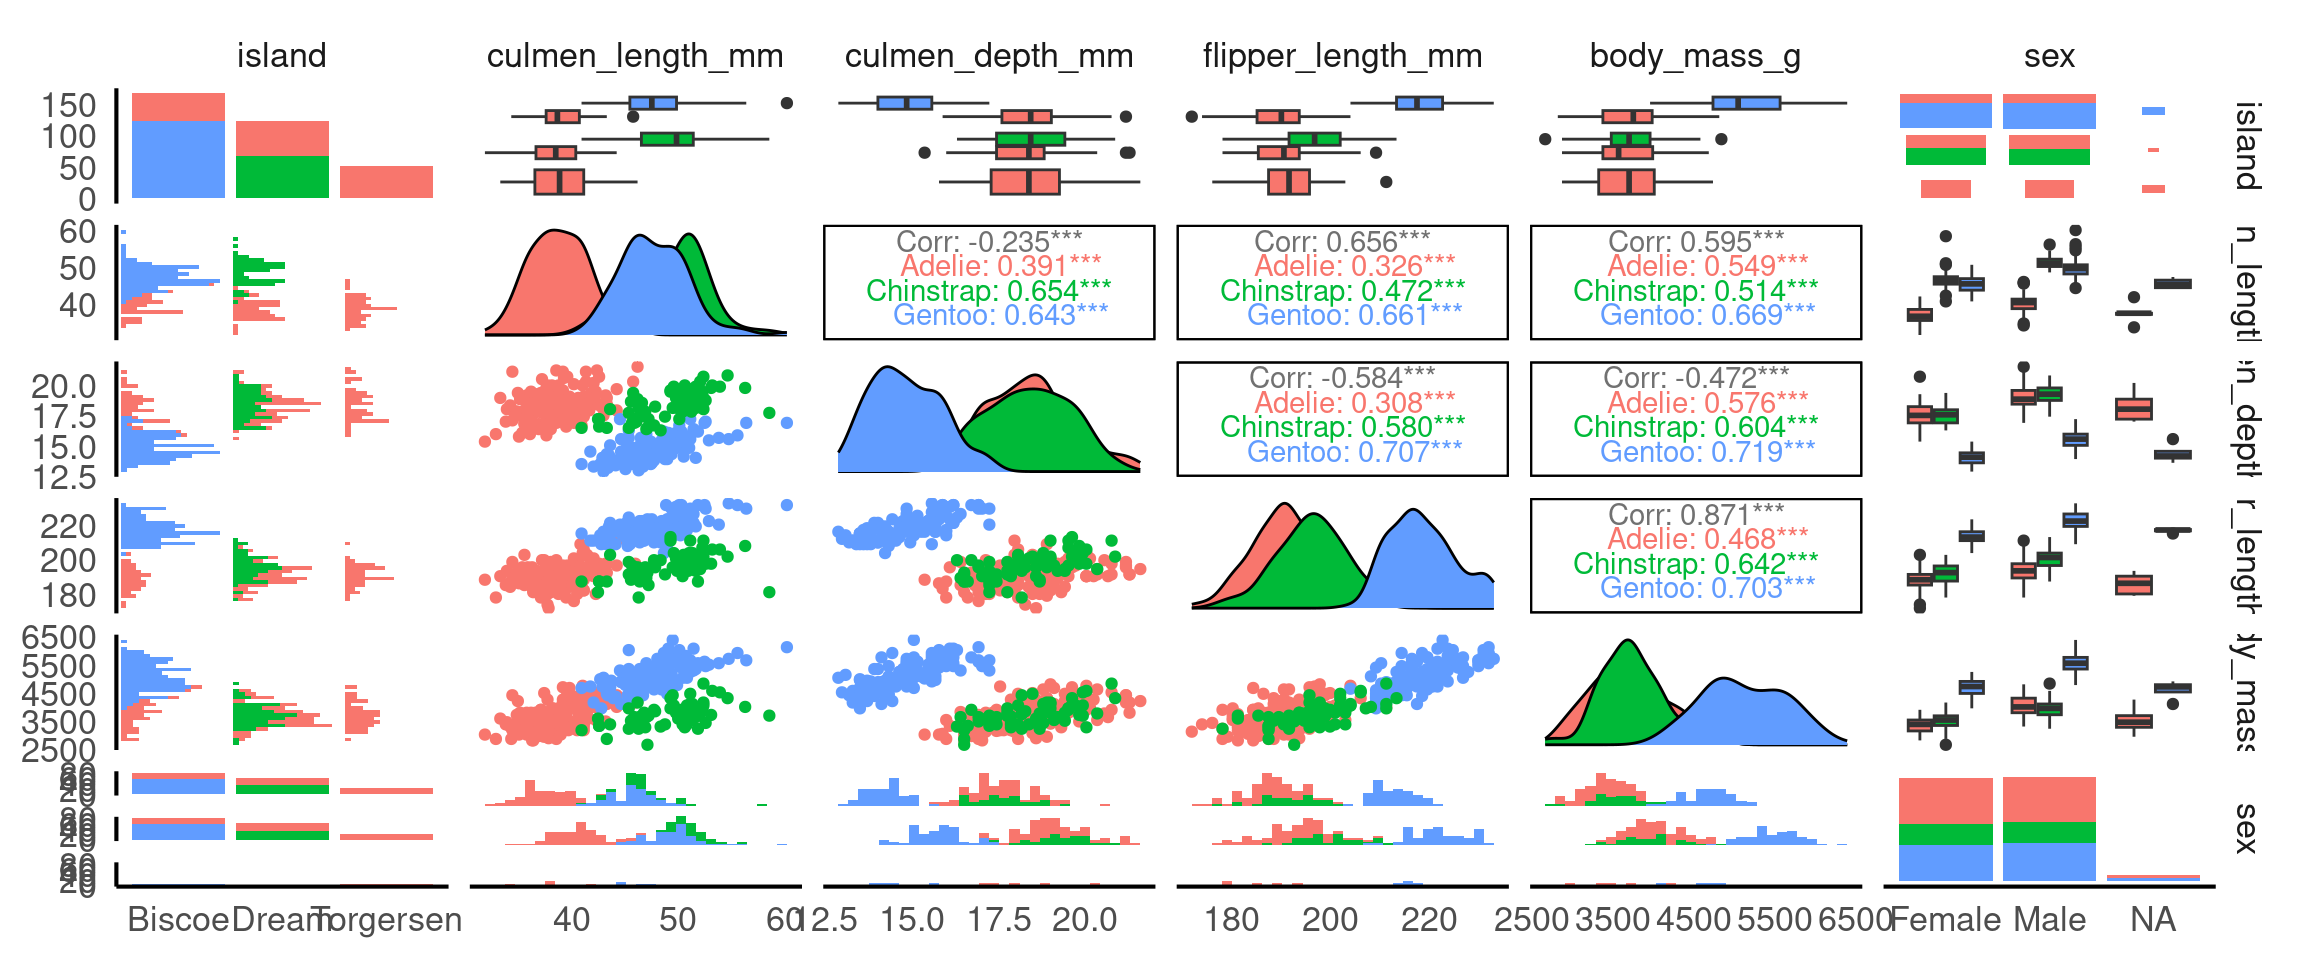 island culmen_length_mm culmen_depth_mm flipper_length_mm body_mass_g sex
150
100
50
0
island
60
50
40
Corr: -0.235***
Adelie: 0.391***
Chinstrap: 0.654***
Gentoo: 0.643***
Corr: 0.656***
Adelie: 0.326***
Chinstrap: 0.472***
Gentoo: 0.661***
Corr: 0.595***
Adelie: 0.549***
Chinstrap: 0.514***
Gentoo: 0.669***
n_lengtl
20.0
17.5
15.0
12.5
Corr: -0.584***
Adelie: 0.308***
Chinstrap: 0.580***
Gentoo: 0.707***
Corr: -0.472***
Adelie: 0.576***
Chinstrap: 0.604***
Gentoo: 0.719***
n_depth
220
200
180
Corr: 0.871***
Adelie: 0.468***
Chinstrap: 0.642***
Gentoo: 0.703***
r_length
6500
5500
4500
3500
2500
y_mass
sex
Biscoe Dream Torgersen
40 50 60
12.5 15.0 17.5 20.0
180 200 220
2500 3500 4500 5500 6500
Female Male NA